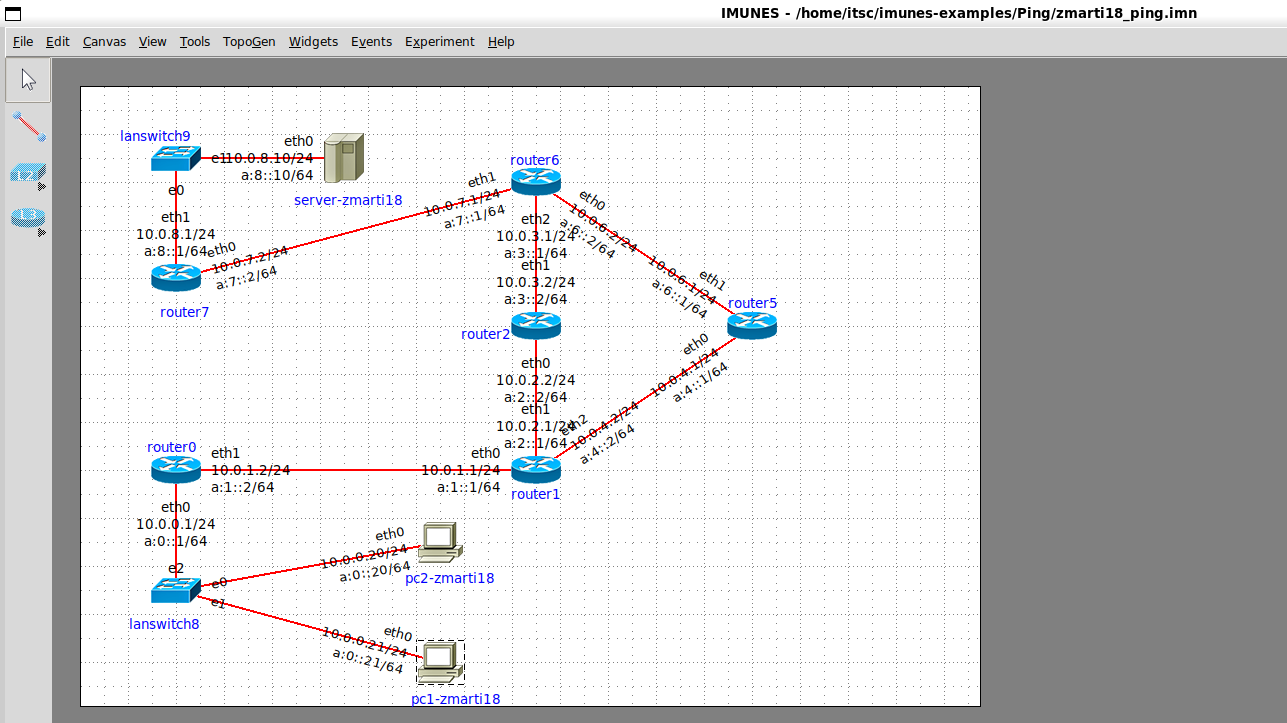 IMUNES - /home/itsc/imunes-examples/Ping/zmarti18_ping.imn
File Edit Canvas View Tools TopoGen Widgets Events Experiment Help
lanswitch9
e1
eth0
10.0.8.10/24
a:8::10/64
server-zmarti18
e0
eth1
10.0.8.1/24
a:8::1/64
router7
eth0
10.0.7.2/24
a:7::2/64
eth1
10.0.7.1/24
a:7::1/64
router6
eth2
10.0.3.1/24
a:3::1/64
eth0
10.0.6.2/24
a:6::2/64
eth1
10.0.6.1/24
a:6::1/64
router5
eth1
10.0.3.2/24
a:3::2/64
router2
eth0
10.0.2.2/24
a:2::2/64
eth0
10.0.4.1/24
a:4::1/64
eth1
10.0.2.1/24
a:2::1/64
eth2
10.0.4.2/24
a:4::2/64
router0
eth1
10.0.1.2/24
a:1::2/64
eth0
10.0.1.1/24
a:1::1/64
router1
eth0
10.0.0.1/24
a:0::1/64
e2
e0
e1
lanswitch8
eth0
10.0.0.20/24
a:0::20/64
pc2-zmarti18
eth0
10.0.0.21/24
a:0::21/64
pc1-zmarti18